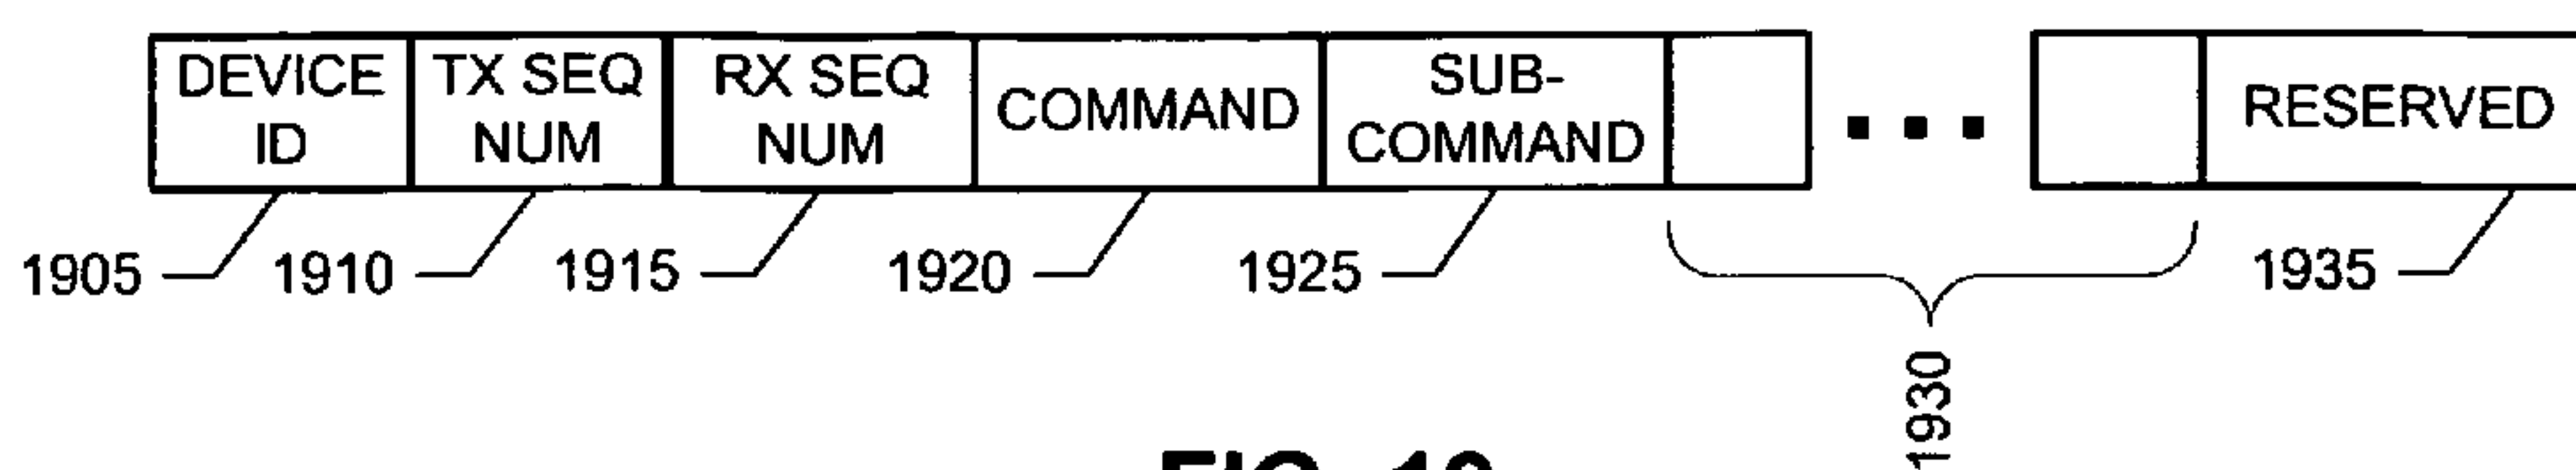 DEVICE
ID
TX SEQ
NUM
RX SEQ
NUM
COMMAND
SUB-
COMMAND
RESERVED
1905
1910
1915
1920
1925
1935
1930